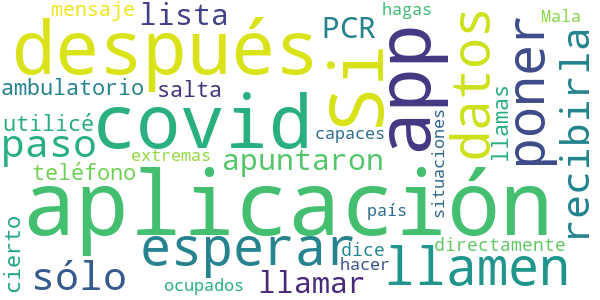 mensaje
hagas
lista
Mala
después
PCR
Si
app
datos
poner
recibirla
ambulatorio
salta
covid
utilicé
llamas
paso
capaces
situaciones
extremas
apuntaron
teléfono
aplicación
país
cierto
esperar
dice
directamente
sólo
llamar
hacer
llamen
ocupados